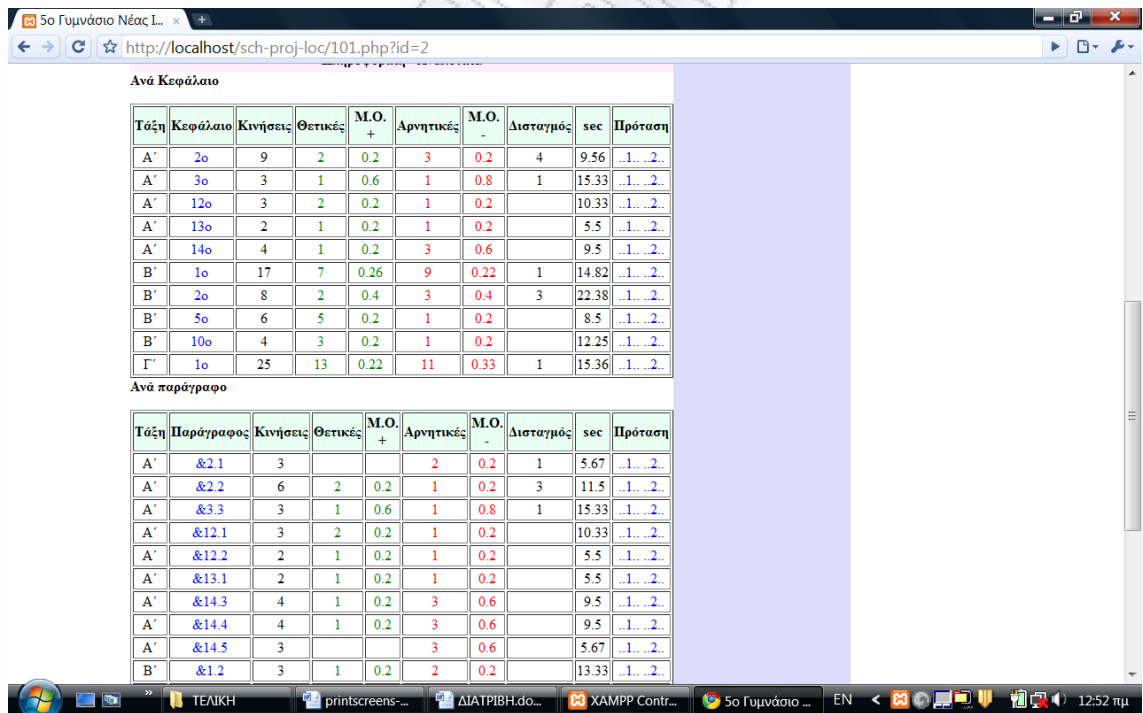 5ο Γυμνάσιο Νέας Ι...
http://localhost/sch-proj-loc/101.php?id=2
Ανά Κεφάλαιο
Τάξη Κεφάλαιο Κινήσεις Θετικές Μ.Ο. + Αρνητικές Μ.Ο. - Δισταγμός sec Πρόταση
Α΄ 2ο 9 2 0.2 3 0.2 4 9.56 ..1.. ..2..
Α΄ 3ο 3 1 0.6 1 0.8 1 15.33 ..1.. ..2..
Α΄ 12ο 3 2 0.2 1 0.2 10.33 ..1.. ..2..
Α΄ 13ο 2 1 0.2 1 0.2 5.5 ..1.. ..2..
Α΄ 14ο 4 1 0.2 3 0.6 9.5 ..1.. ..2..
Β΄ 1ο 17 7 0.26 9 0.22 1 14.82 ..1.. ..2..
Β΄ 2ο 8 2 0.4 3 0.4 3 22.38 ..1.. ..2..
Β΄ 5ο 6 5 0.2 1 0.2 8.5 ..1.. ..2..
Β΄ 10ο 4 3 0.2 1 0.2 12.25 ..1.. ..2..
Γ΄ 1ο 25 13 0.22 11 0.33 1 15.36 ..1.. ..2..
Ανά παράγραφο
Τάξη Παράγραφος Κινήσεις Θετικές Μ.Ο. + Αρνητικές Μ.Ο. - Δισταγμός sec Πρόταση
Α΄ &2.1 3 2 0.2 1 5.67 ..1.. ..2..
Α΄ &2.2 6 2 0.2 1 0.2 3 11.5 ..1.. ..2..
Α΄ &3.3 3 1 0.6 1 0.8 1 15.33 ..1.. ..2..
Α΄ &12.1 3 2 0.2 1 0.2 10.33 ..1.. ..2..
Α΄ &12.2 2 1 0.2 1 0.2 5.5 ..1.. ..2..
Α΄ &13.1 2 1 0.2 1 0.2 5.5 ..1.. ..2..
Α΄ &14.3 4 1 0.2 3 0.6 9.5 ..1.. ..2..
Α΄ &14.4 4 1 0.2 3 0.6 9.5 ..1.. ..2..
Α΄ &14.5 3 3 0.6 5.67 ..1.. ..2..
Β΄ &1.2 3 1 0.2 2 0.2 13.33 ..1.. ..2..
ΤΕΛΙΚΗ printscreens-... ΔΙΑΤΡΙΒΗ.do... XAMPP Contr... 5ο Γυμνάσιο ... EN 12:52 πμ